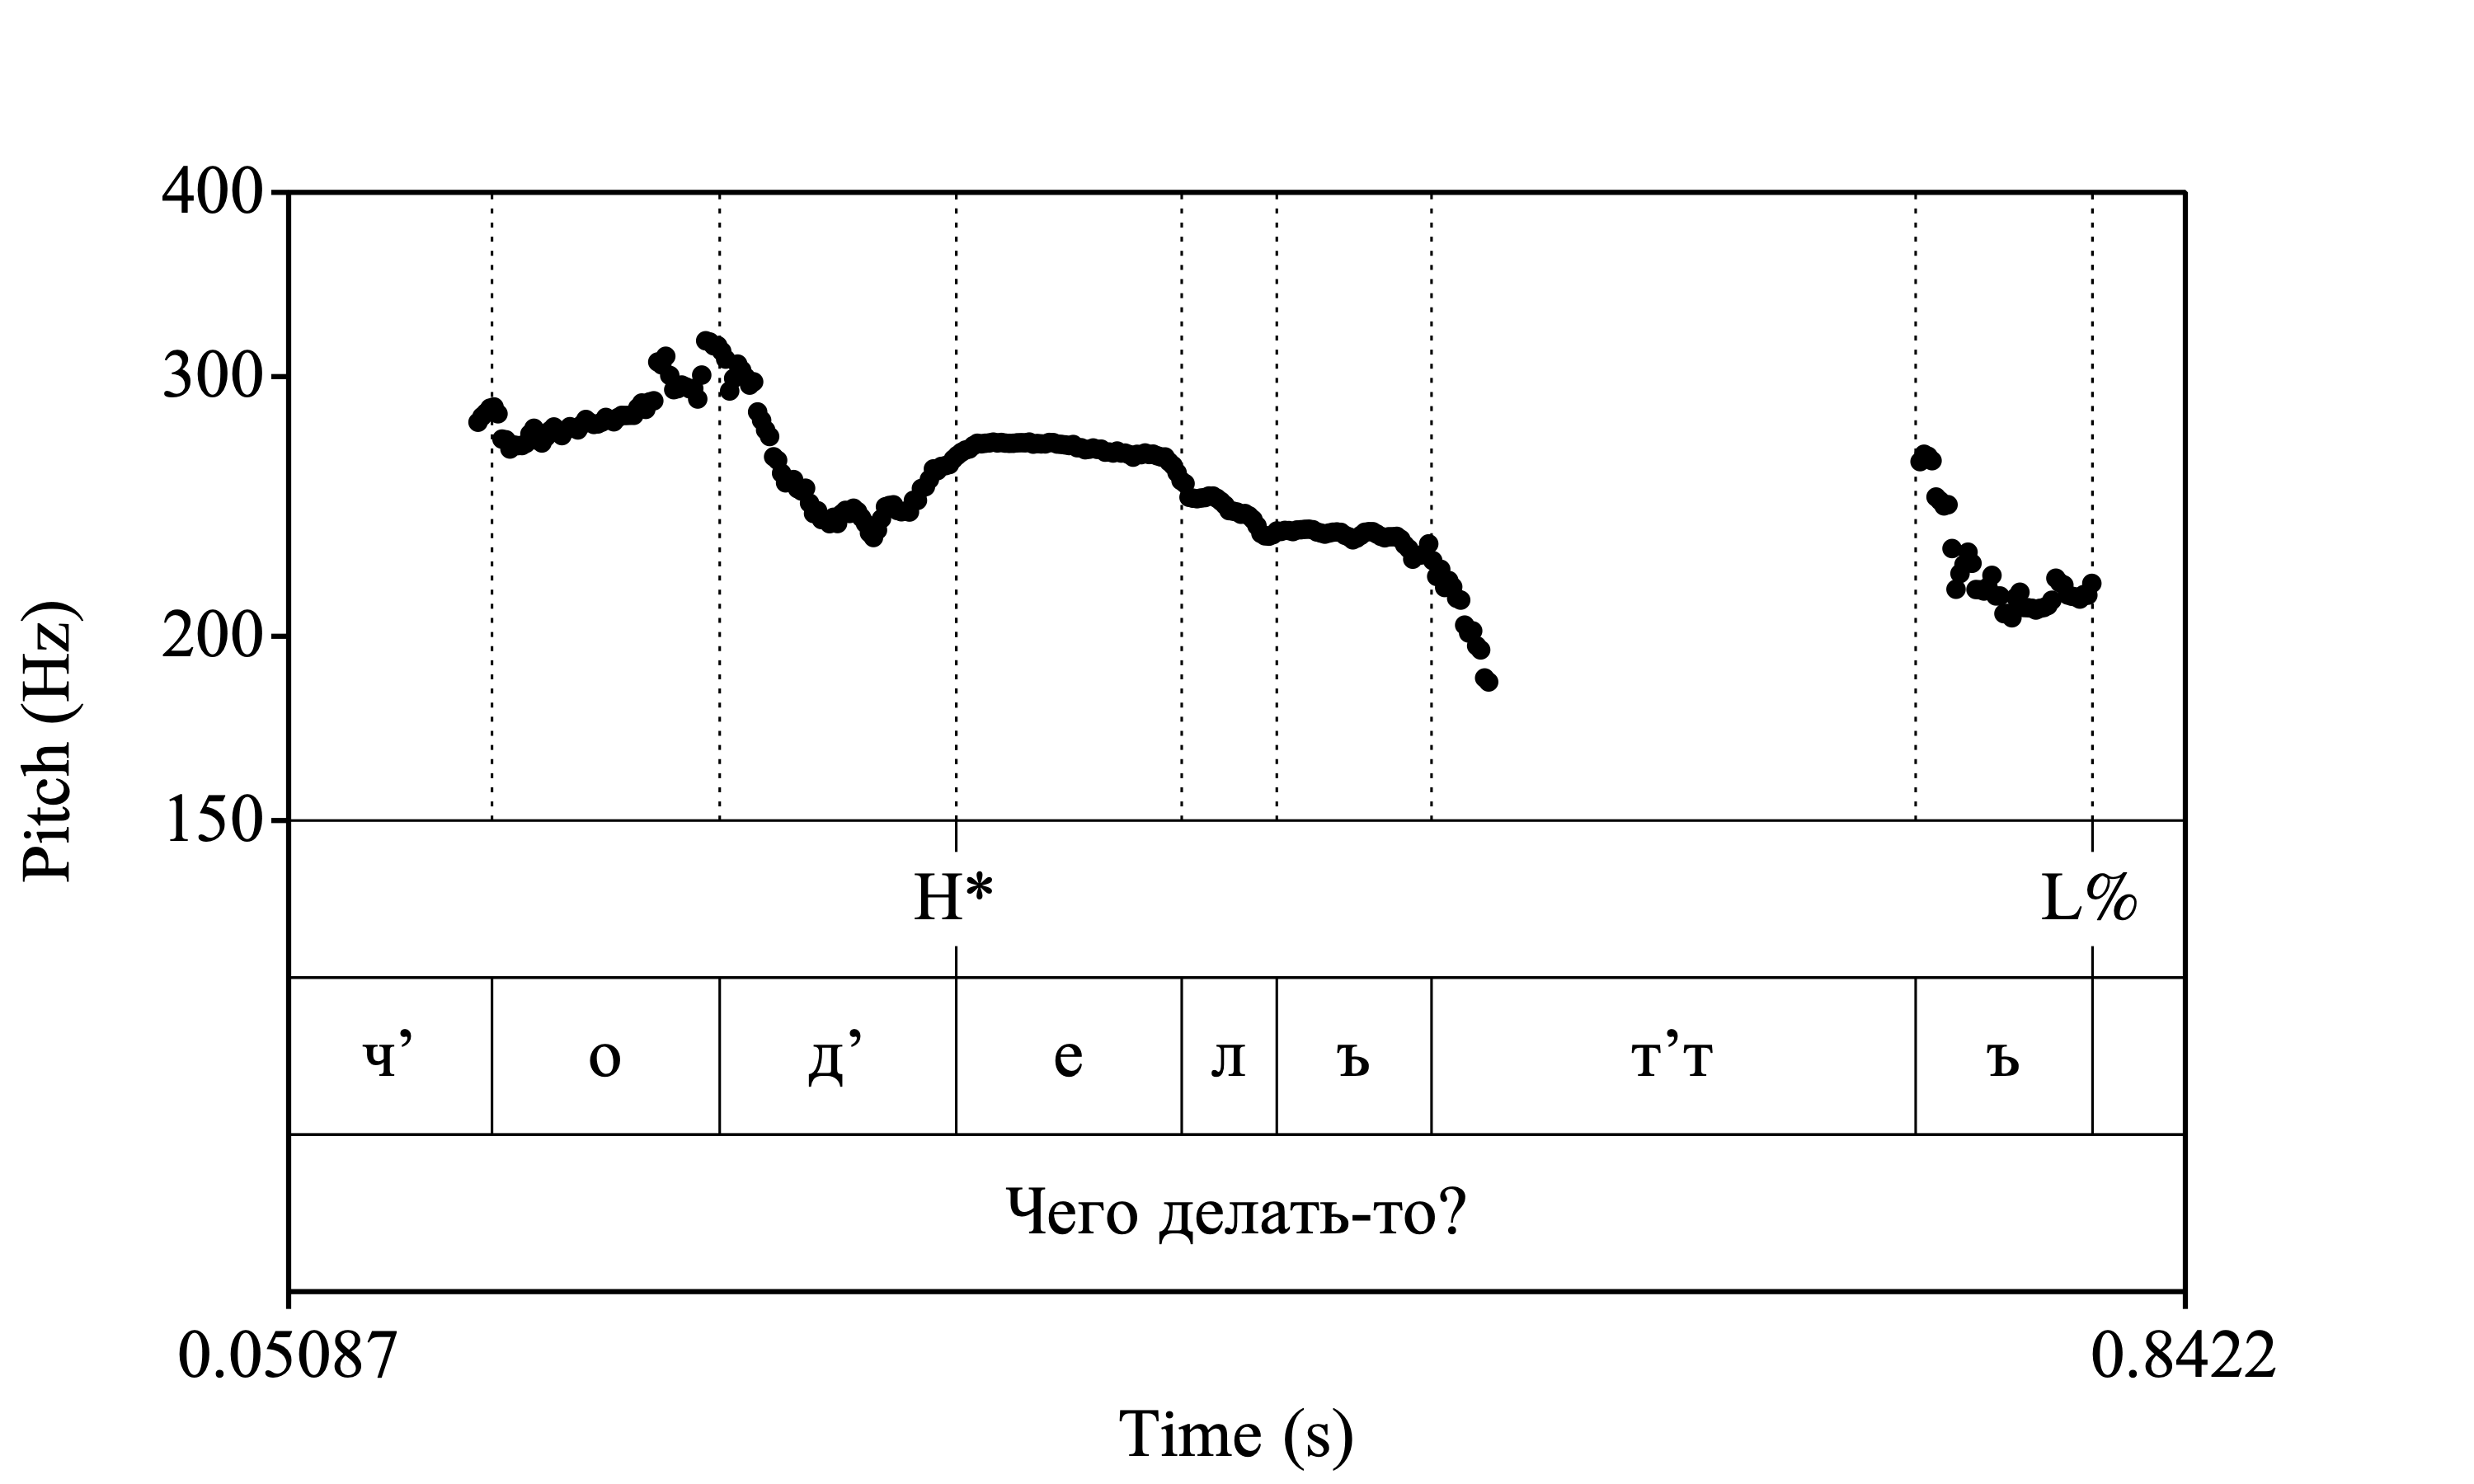 400
300
200
150
Pitch (Hz)
H* L%
ч’ о д’ е л ъ т’т ъ
Чего делать-то?
0.05087 0.8422
Time (s)